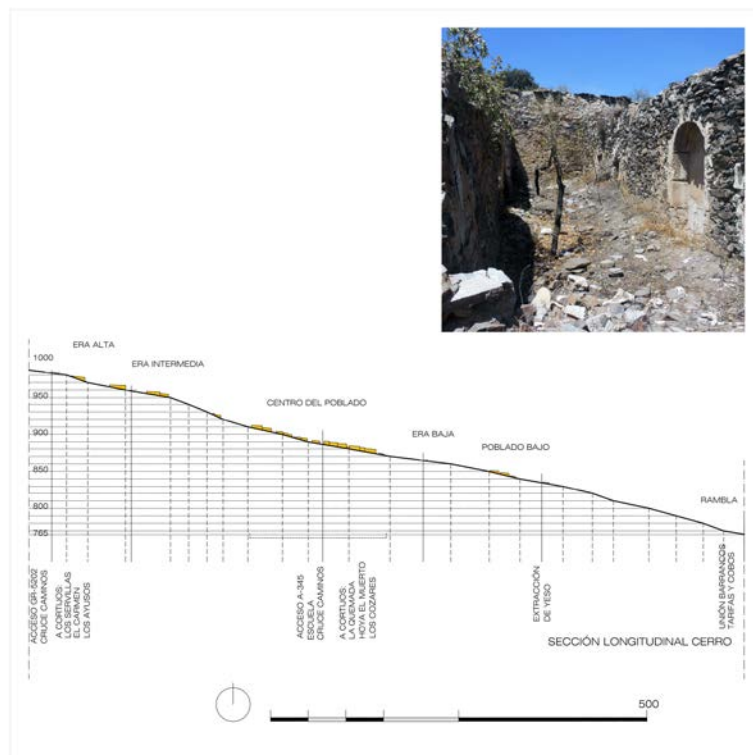 ERA ALTA
1000
ERA INTERMEDIA
950
CENTRO DEL POBLADO
900
ERA BAJA
850
POBLADO BAJO
800
RAMBLA
765
ACCESO GR-5202
CRUCE CAMINOS
A CORTIJOS:
LOS SERVILLAS
EL CARMEN
LOS AYUSOS
ACCESO A-345
ESCUELA
CRUCE CAMINOS
A CORTIJOS:
LA QUEMADA
HOYA EL MUERTO
LOS COZARES
EXTRACCIÓN
DE YESO
UNIÓN BARRANCOS
TARIFAS Y COBOS
SECCIÓN LONGITUDINAL CERRO
500